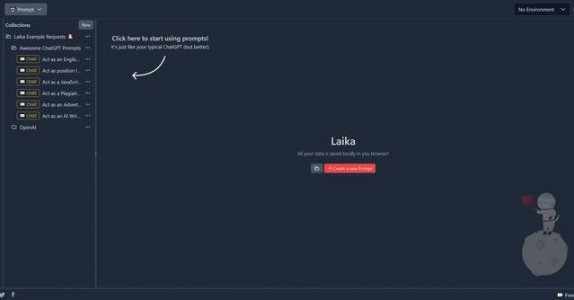 Prompt
No Environment
Collections
New
Laika Example Requests
Awesome ChatGPT Prompts
CHAT Act as an Englis...
CHAT Act as position I...
CHAT Act as a JavaScr...
CHAT Act as a Plagiari...
CHAT Act as an Advert...
CHAT Act as an AI Wri...
OpenAI
Click here to start using prompts!
It's just like your typical ChatGPT (but better)
Laika
All your data is saved locally in you browser!
+ Create a new Prompt